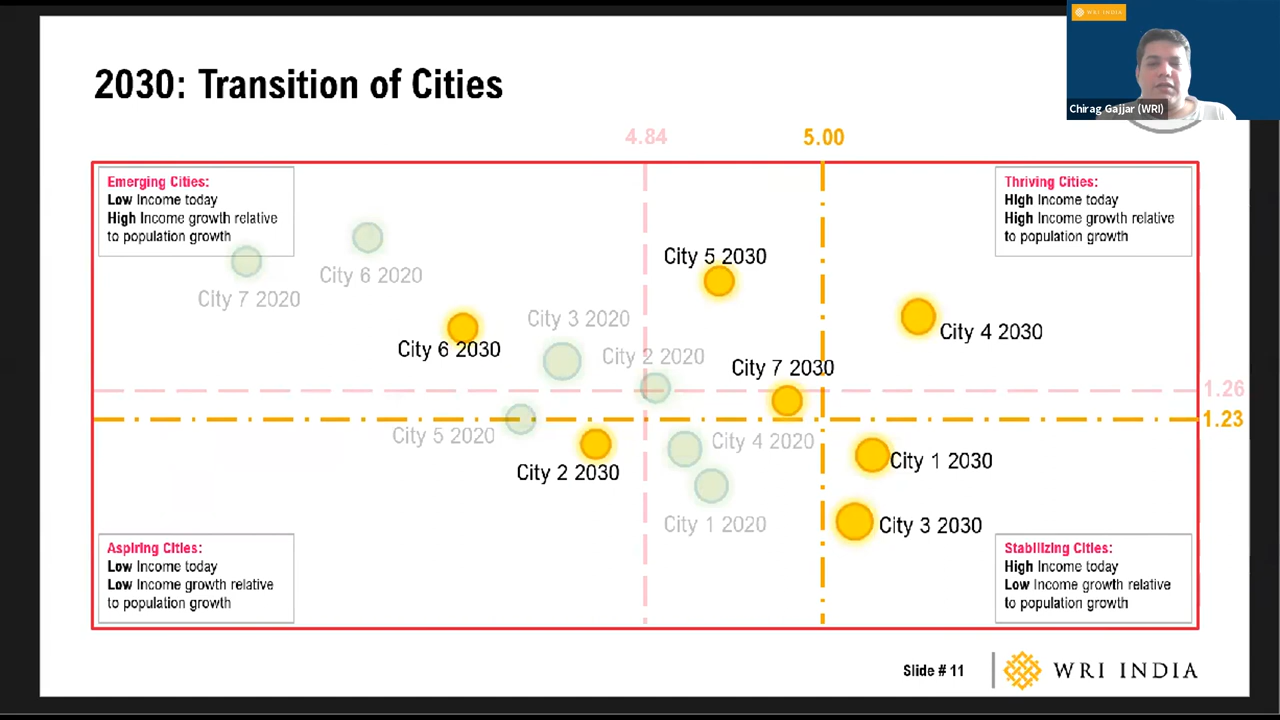 WRI INDIA
Chirag Gajjar (WRI)
2030: Transition of Cities
4.84
5.00
Emerging Cities:
Low Income today
High Income growth relative
to population growth
Thriving Cities:
High Income today
High Income growth relative
to population growth
City 7 2020
City 6 2020
City 5 2030
City 6 2030
City 3 2020
City 2 2020
City 4 2030
City 7 2030
1.26
1.23
City 5 2020
City 2 2030
City 4 2020
City 1 2030
City 1 2020
City 3 2030
Aspiring Cities:
Low Income today
Low Income growth relative
to population growth
Stabilizing Cities:
High Income today
Low Income growth relative
to population growth
Slide # 11
WRI INDIA